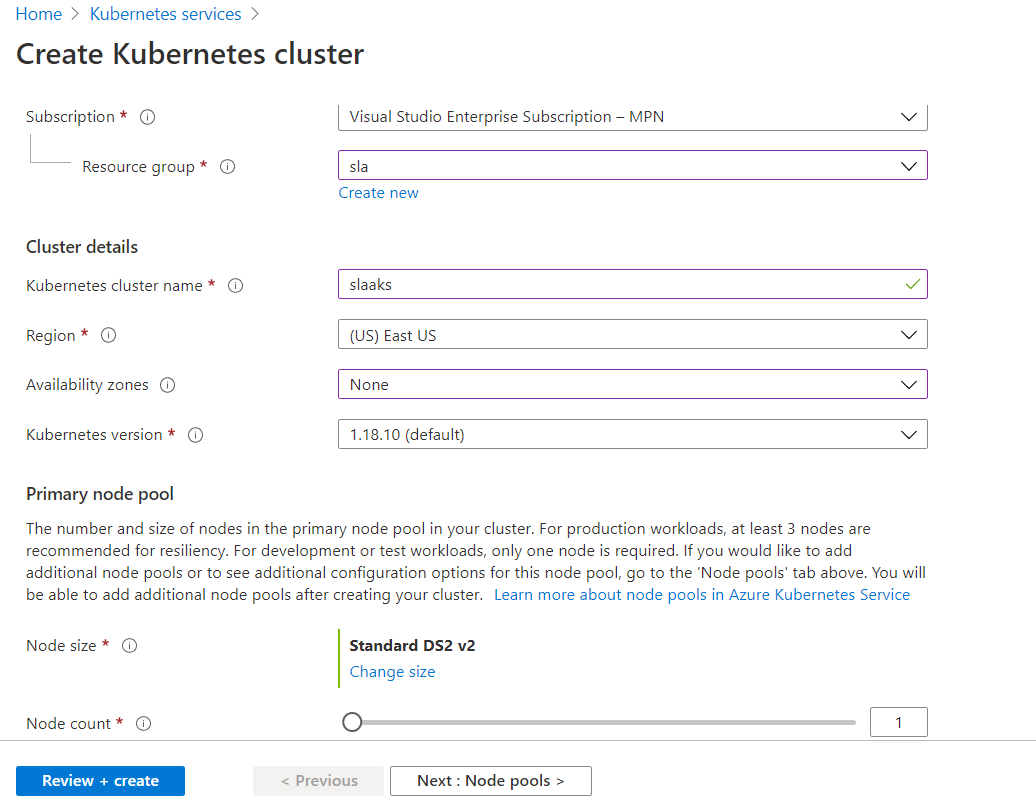 Home > Kubernetes services >
Create Kubernetes cluster
Subscription * Visual Studio Enterprise Subscription – MPN
Resource group * sla
Create new
Cluster details
Kubernetes cluster name * slaaks
Region * (US) East US
Availability zones None
Kubernetes version * 1.18.10 (default)
Primary node pool
The number and size of nodes in the primary node pool in your cluster. For production workloads, at least 3 nodes are
recommended for resiliency. For development or test workloads, only one node is required. If you would like to add
additional node pools or to see additional configuration options for this node pool, go to the 'Node pools' tab above. You will
be able to add additional node pools after creating your cluster. Learn more about node pools in Azure Kubernetes Service
Node size * Standard DS2 v2
Change size
Node count * 1
Review + create < Previous Next : Node pools >